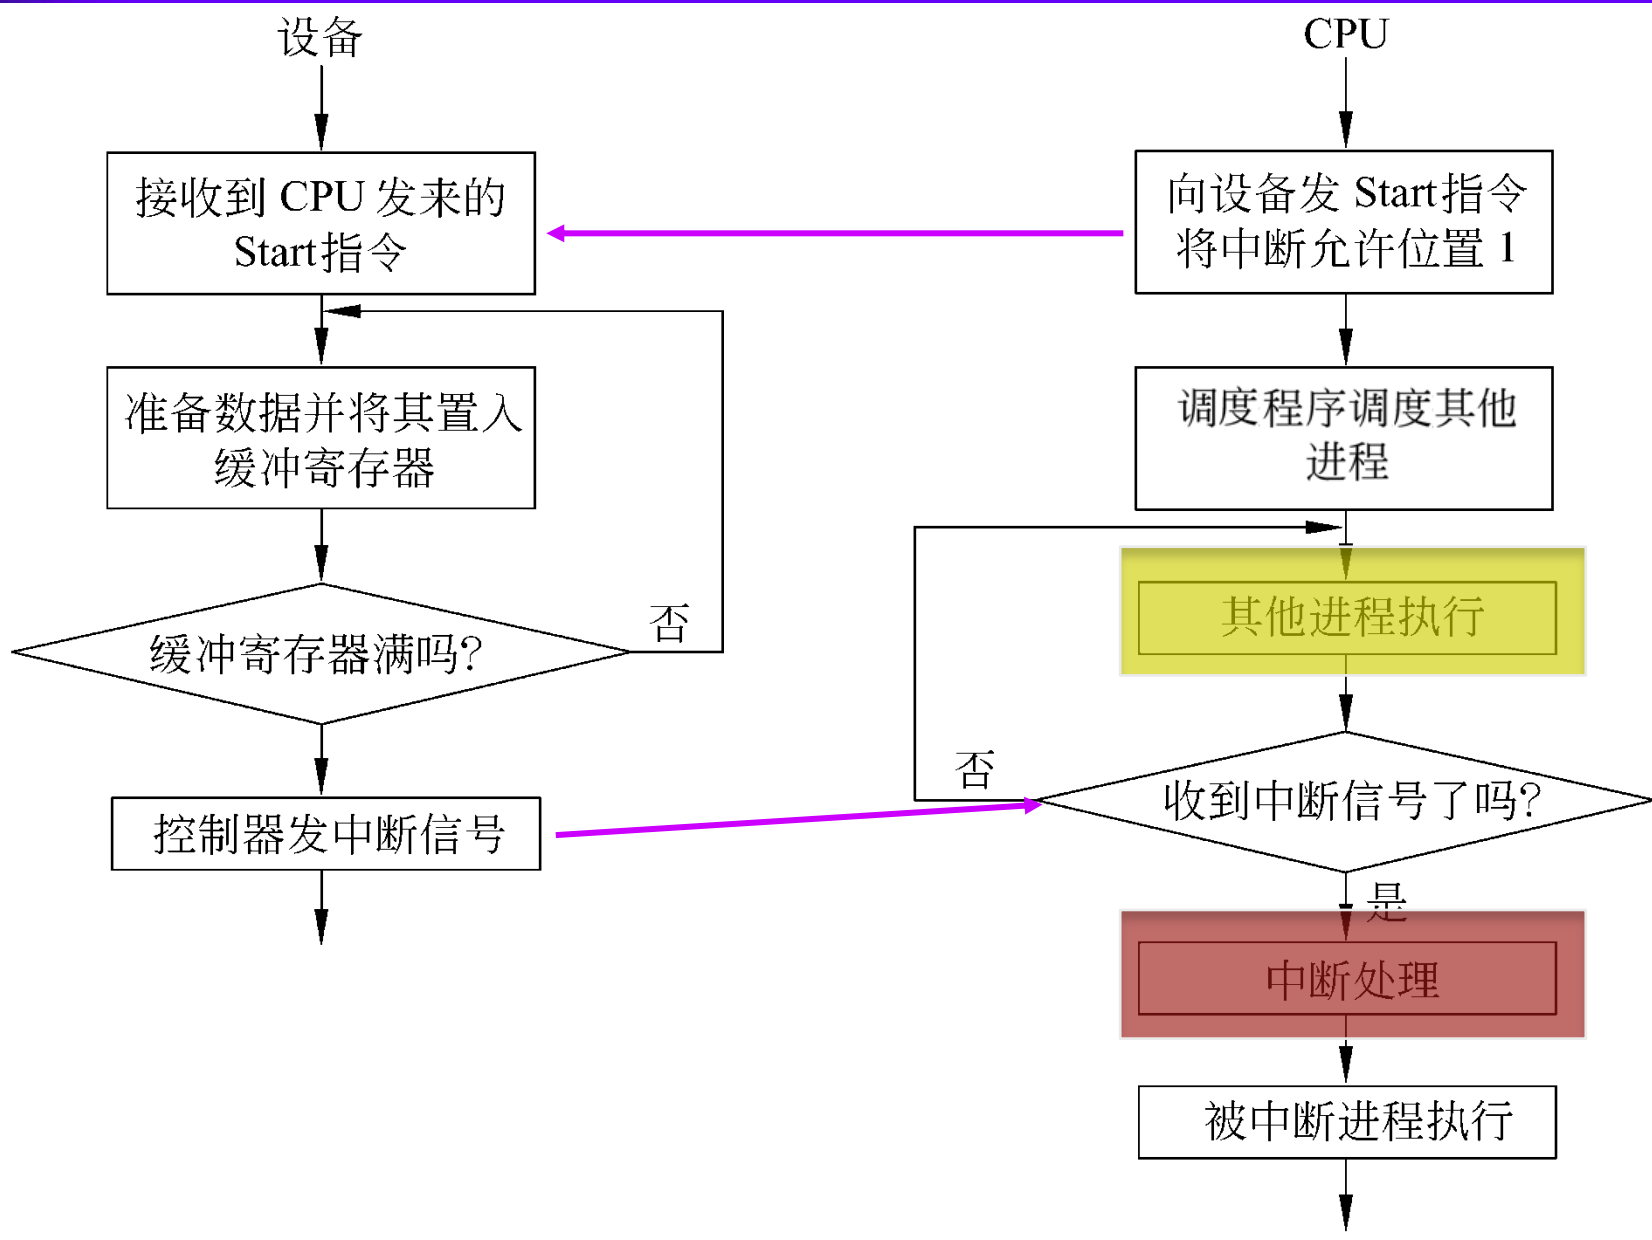 设备
接收到 CPU 发来的
Start指令
准备数据并将其置入
缓冲寄存器
缓冲寄存器满吗?
否
控制器发中断信号
CPU
向设备发 Start指令
将中断允许位置 1
调度程序调度其他
进程
其他进程执行
收到中断信号了吗?
否
是
中断处理
被中断进程执行